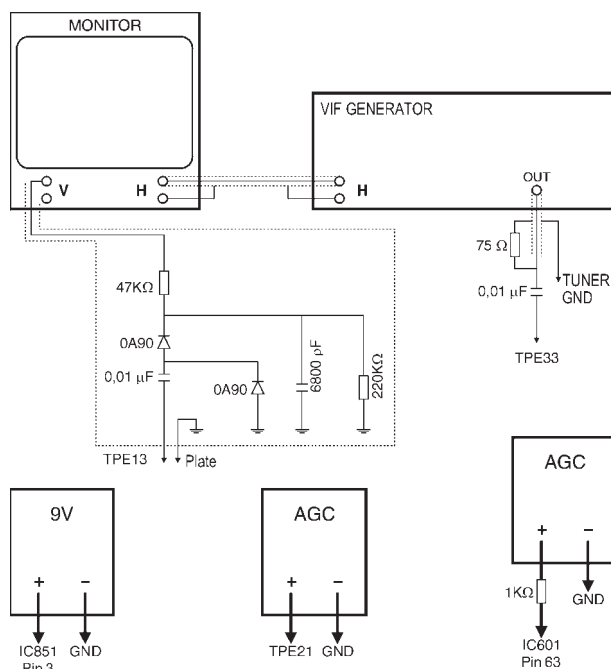 MONITOR
VIF GENERATOR
V
H
H
OUT
75 Ω
TUNER
GND
0,01 µF
TPE33
47KΩ
0A90
0,01 µF
0A90
6800 pF
220KΩ
TPE13
Plate
9V
+ −
IC851 GND
Pin 3
AGC
+ −
TPE21 GND
AGC
+ −
1KΩ
GND
IC601
Pin 63